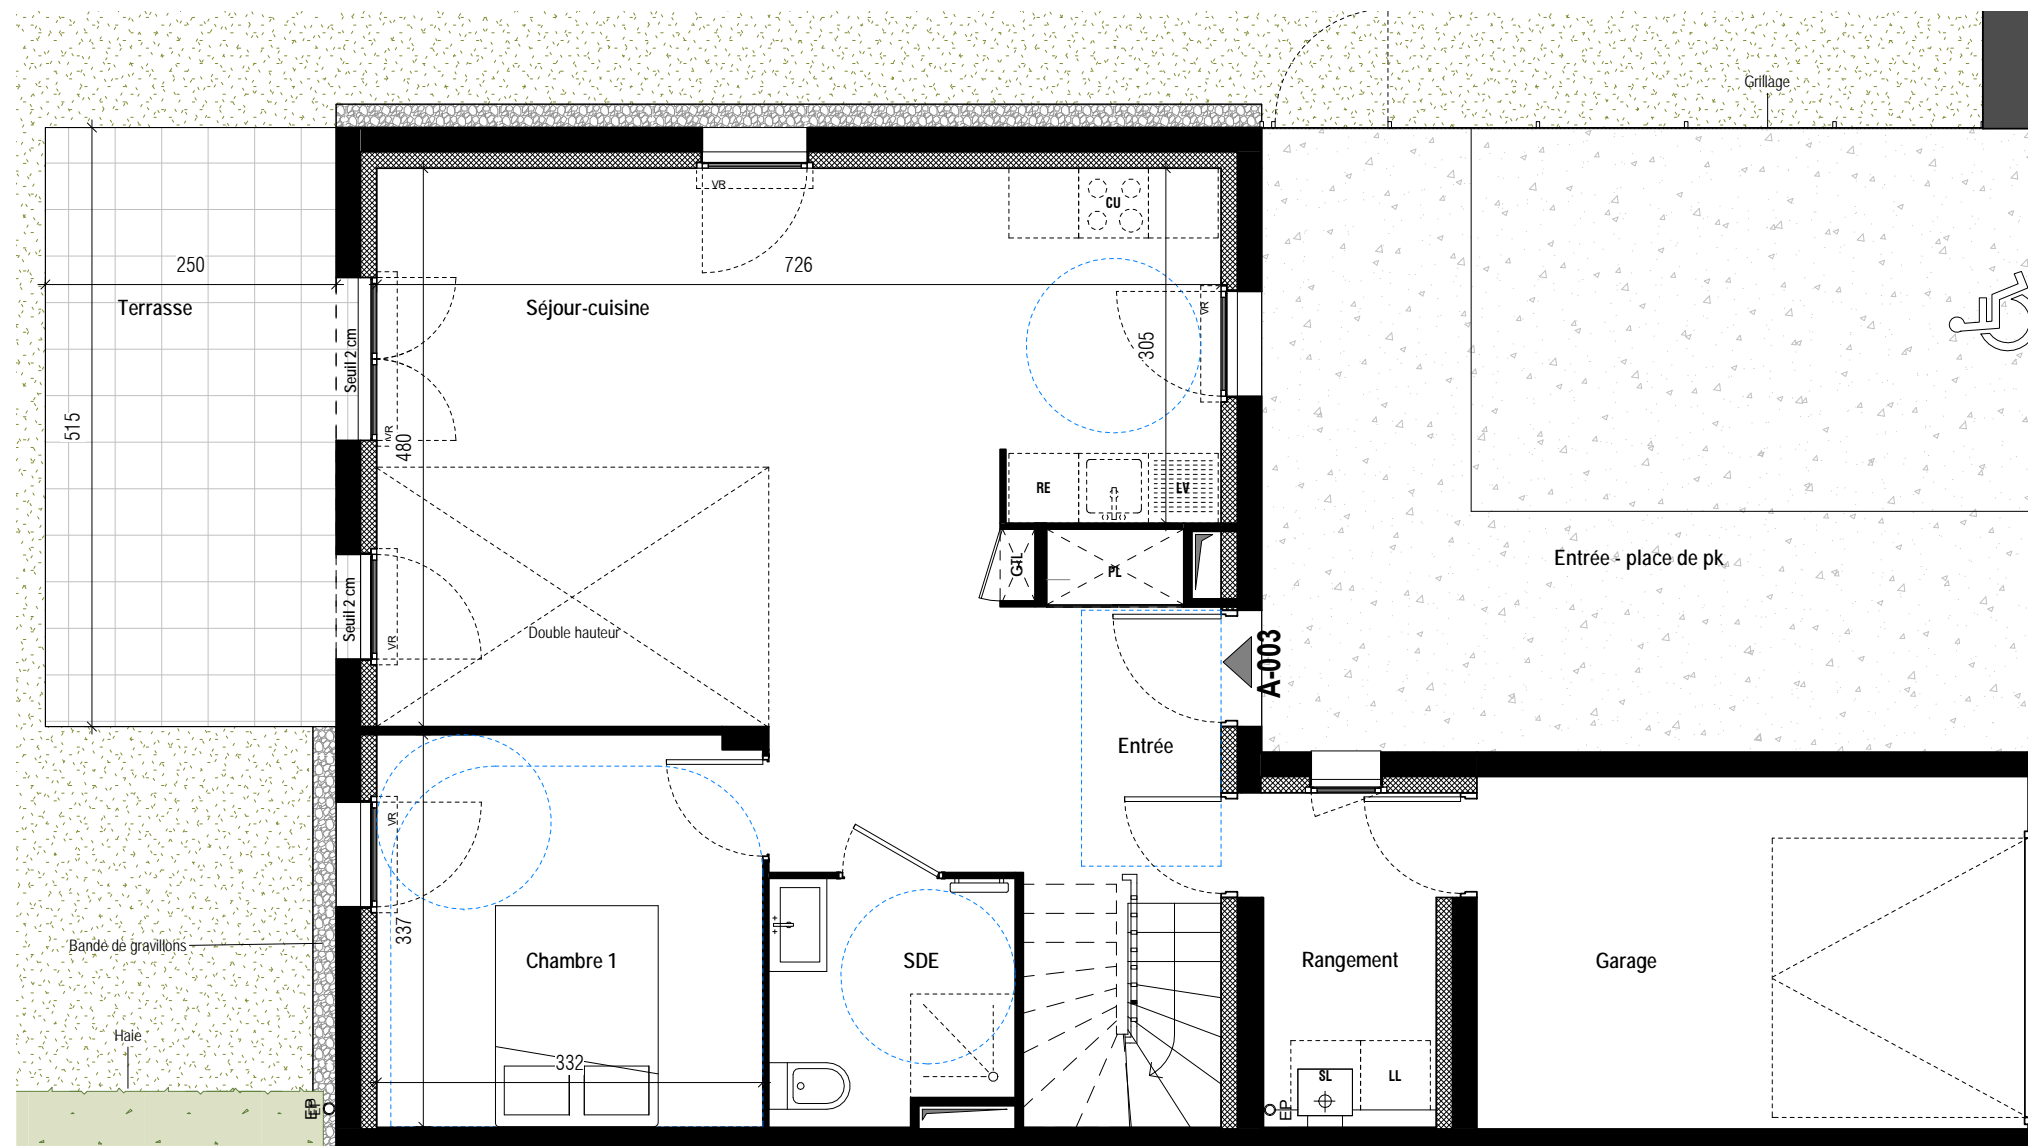 Grillage
VR
CU
250
726
Terrasse
Séjour-cuisine
VR
305
Seuil 2 cm
515
VR
480
RE
LV
Entrée - place de pk
GTL
PL
Seuil 2 cm
Double hauteur
VR
A-003
Entrée
VR
337
Bande de gravillons
Chambre 1
SDE
Rangement
Garage
Haie
332
SL
LL
EP
EP
EP